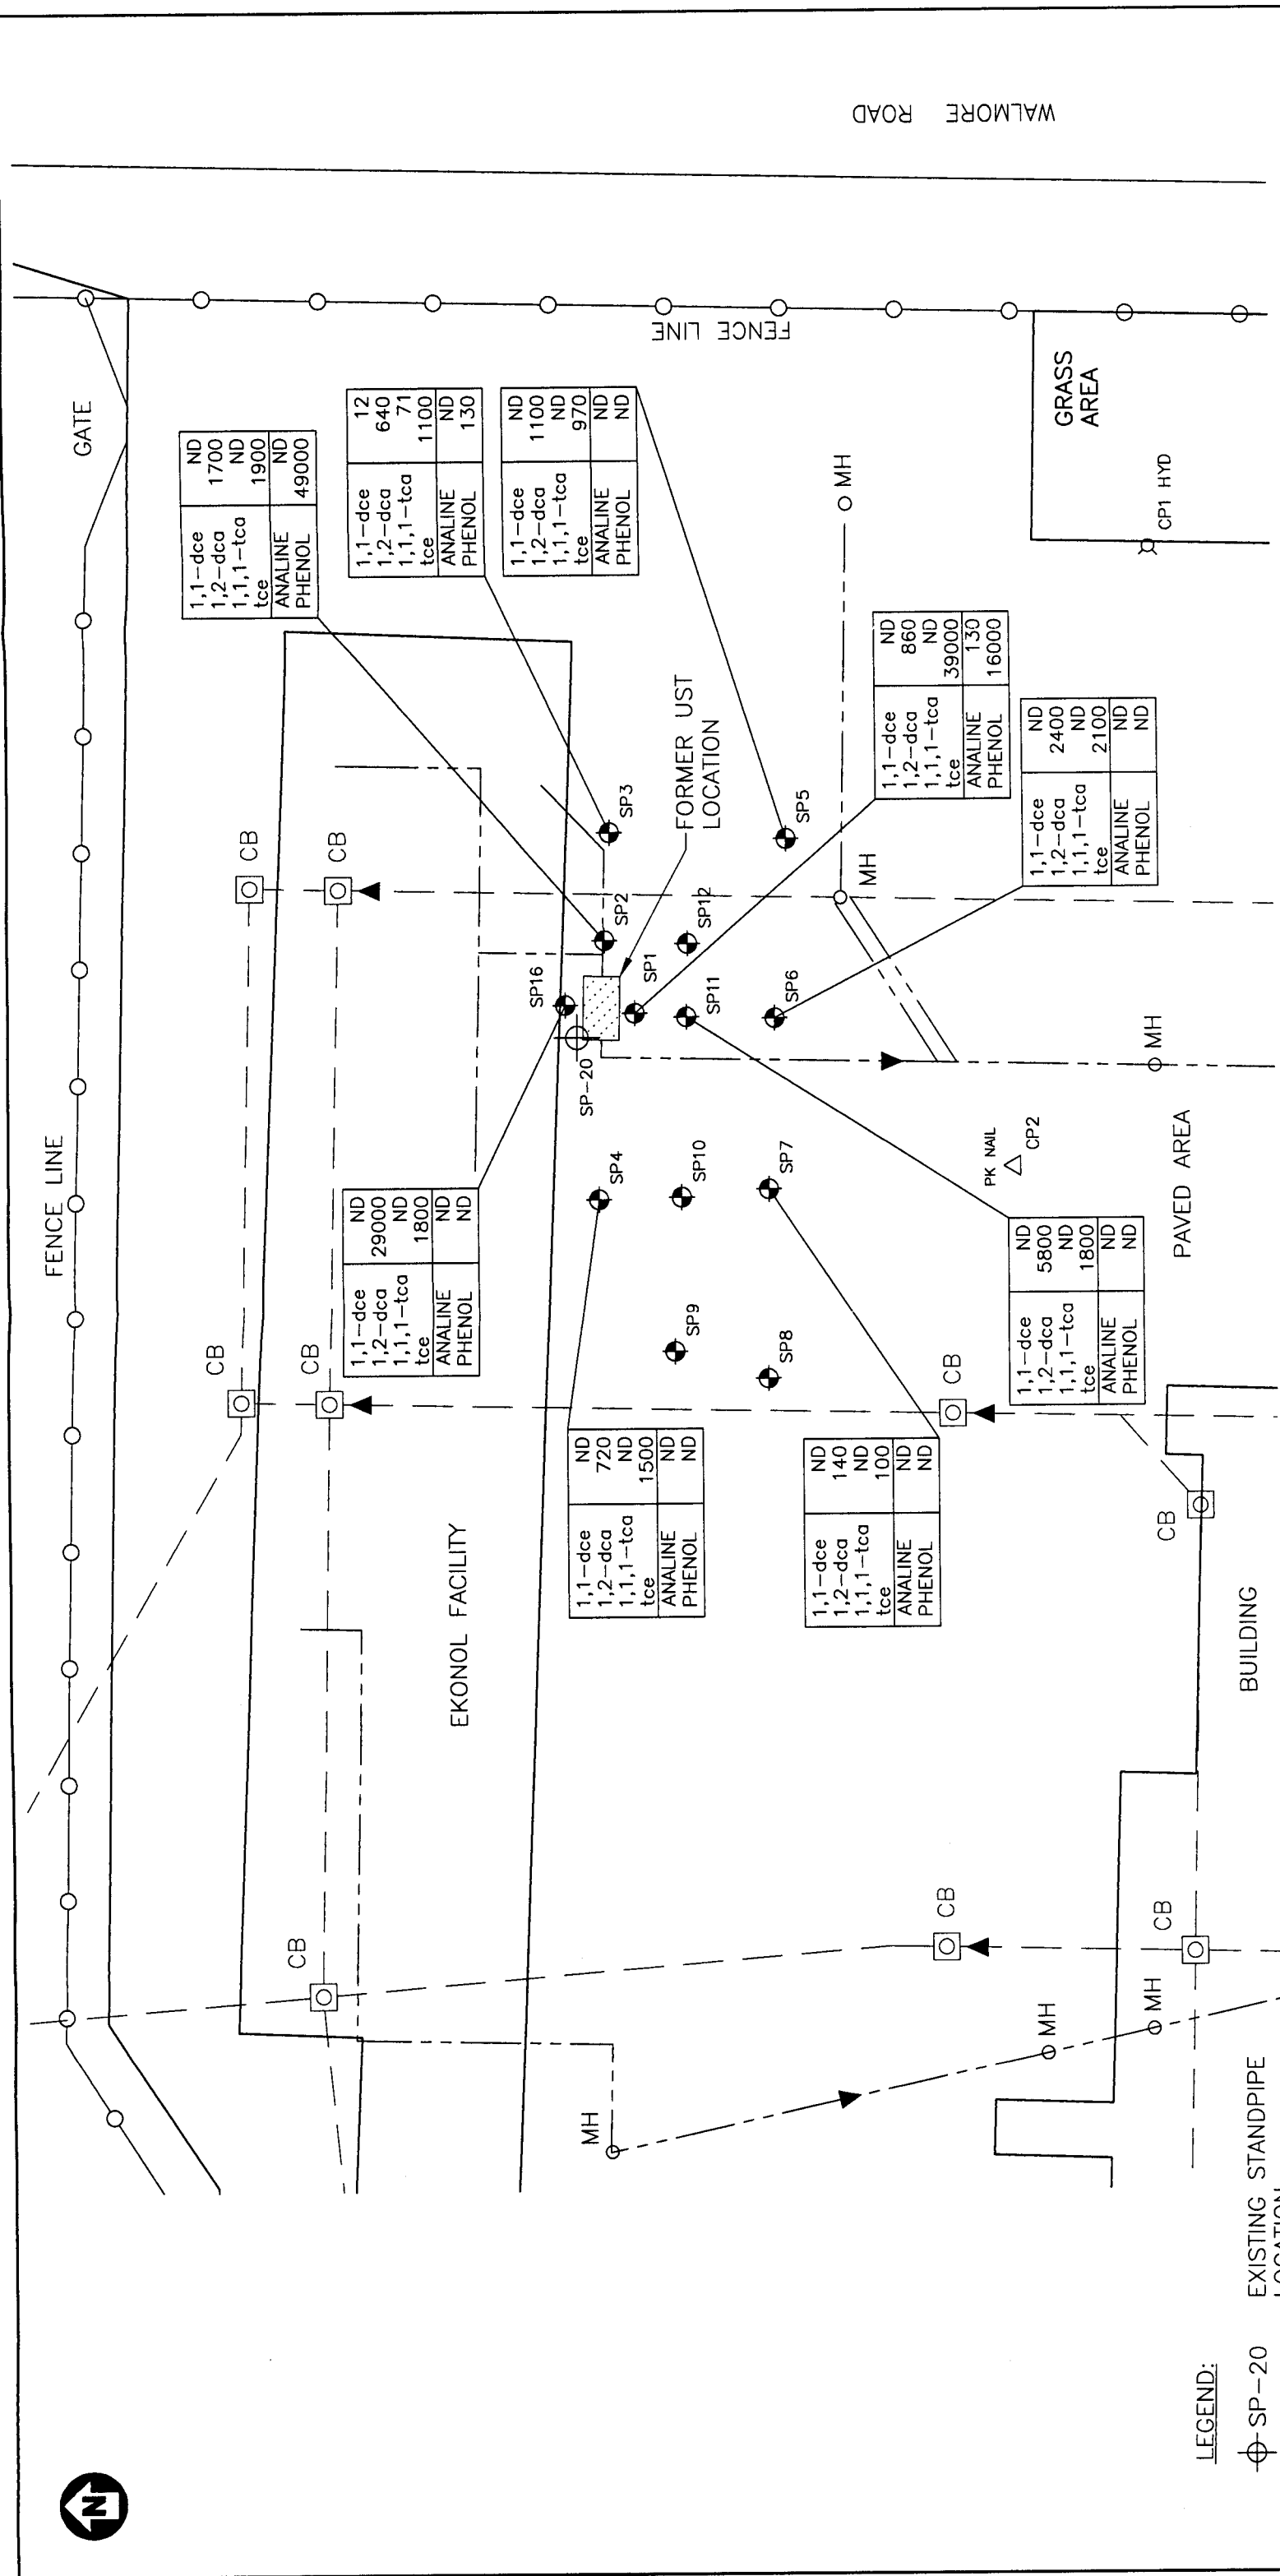 N
FENCE LINE
GATE
WALMORE ROAD
FENCE LINE
CB
CB
CB
CB
CB
EKONOL FACILITY
1,1-dce ND
1,2-dca 1700
1,1,1-tca ND
tce 1900
ANALINE ND
PHENOL 49000
1,1-dce 12
1,2-dca 640
1,1,1-tca 71
tce 1100
ANALINE ND
PHENOL 130
1,1-dce ND
1,2-dca 1100
1,1,1-tca ND
tce 970
ANALINE ND
PHENOL ND
1,1-dce ND
1,2-dca 29000
1,1,1-tca ND
tce 1800
ANALINE ND
PHENOL ND
SP16
SP-20
SP2
SP3
SP1
FORMER UST
LOCATION
SP4
SP10
SP11
SP12
SP9
SP5
SP6
SP7
SP8
1,1-dce ND
1,2-dca 720
1,1,1-tca ND
tce 1500
ANALINE ND
PHENOL ND
1,1-dce ND
1,2-dca 140
1,1,1-tca ND
tce 100
ANALINE ND
PHENOL ND
1,1-dce ND
1,2-dca 860
1,1,1-tca ND
tce 39000
ANALINE 130
PHENOL 16000
1,1-dce ND
1,2-dca 2400
1,1,1-tca ND
tce 2100
ANALINE ND
PHENOL ND
1,1-dce ND
1,2-dca 5800
1,1,1-tca ND
tce 1800
ANALINE ND
PHENOL ND
MH
MH
MH
MH
MH
MH
CB
CB
CB
CB
PK NAIL
CP2
GRASS
AREA
CP1 HYD
PAVED AREA
BUILDING
LEGEND:
SP-20 EXISTING STANDPIPE
LOCATION